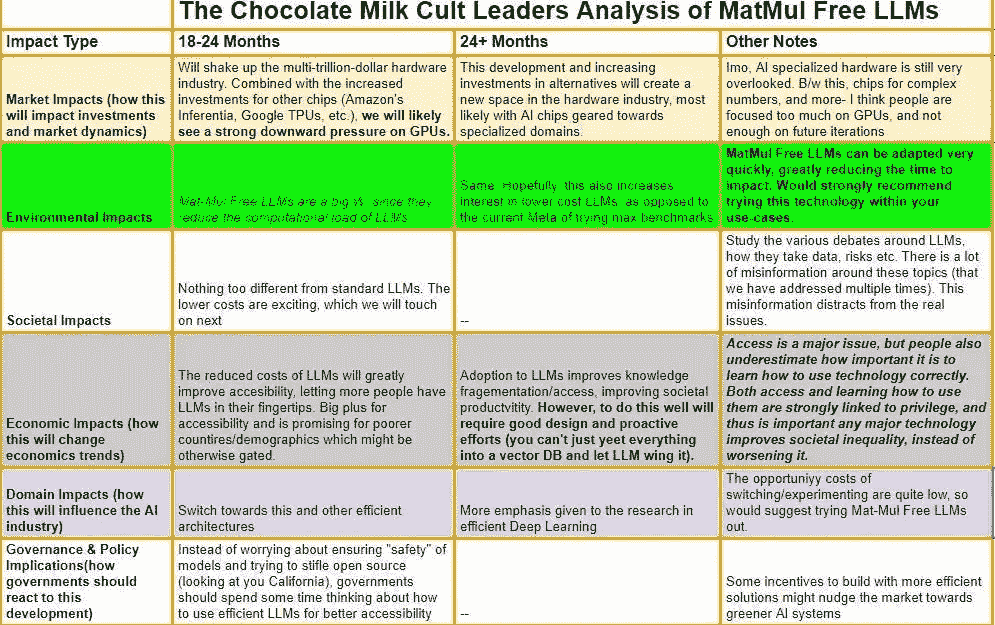 The Chocolate Milk Cult Leaders Analysis of MatMul Free LLMs
Impact Type
18-24 Months
24+ Months
Other Notes
Market Impacts (how this
will impact investments
and market dynamics)
Will shake up the multi-trillion-dollar hardware
industry. Combined with the increased
investments for other chips (Amazon's
Inferentia, Google TPUs, etc.), we will likely
see a strong downward pressure on GPUs.
This development and increasing
investments in alternatives will create a
new space in the hardware industry, most
likely with AI chips geared towards
specialized domains.
Imo, AI specialized hardware is still very
overlooked. B/w this, chips for complex
numbers, and more- I think people are
focused too much on GPUs, and not
enough on future iterations
Environmental Impacts
Mat-Mul Free LLMs are a big W, since they
reduce the computational load of LLMs
Same. Hopefully, this also increases
interest in lower cost LLMs, as opposed to
the current Meta of trying max benchmarks
MatMul Free LLMs can be adapted very
quickly, greatly reducing the time to
impact. Would strongly recommend
trying this technology within your
use-cases.
Societal Impacts
Nothing too different from standard LLMs. The
lower costs are exciting, which we will touch
on next
--
Study the various debates around LLMs,
how they take data, risks etc. There is a lot
of misinformation around these topics (that
we have addressed multiple times). This
misinformation distracts from the real
issues.
Economic Impacts (how
this will change
economics trends)
The reduced costs of LLMs will greatly
improve accesibility, letting more people have
LLMs in their fingertips. Big plus for
accessibility and is promising for poorer
countires/demographics which might be
otherwise gated.
Adoption to LLMs improves knowledge
fragementation/access, improving societal
productvitity. However, to do this well will
require good design and proactive
efforts (you can't just yeet everything
into a vector DB and let LLM wing it).
Access is a major issue, but people also
underestimate how important it is to
learn how to use technology correctly.
Both access and learning how to use
them are strongly linked to privilege, and
thus is important any major technology
improves societal inequality, instead of
worsening it.
Domain Impacts (how
this will influence the AI
industry)
Switch towards this and other efficient
architectures
More emphasis given to the research in
efficient Deep Learning
The opportuniyy costs of
switching/experimenting are quite low, so
would suggest trying Mat-Mul Free LLMs
out.
Governance & Policy
Implications(how
governments should
react to this
development)
Instead of worrying about ensuring "safety" of
models and trying to stifle open source
(looking at you California), governments
should spend some time thinking about how
to use efficient LLMs for better accessibility
--
Some incentives to build with more efficient
solutions might nudge the market towards
greener AI systems